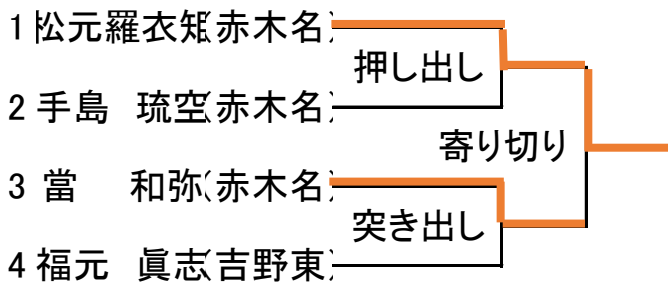 1 松元羅衣矩(赤木名)
押し出し
2 手島　琉空(赤木名)
寄り切り
3 當　和弥(赤木名)
突き出し
4 福元　眞志(吉野東)